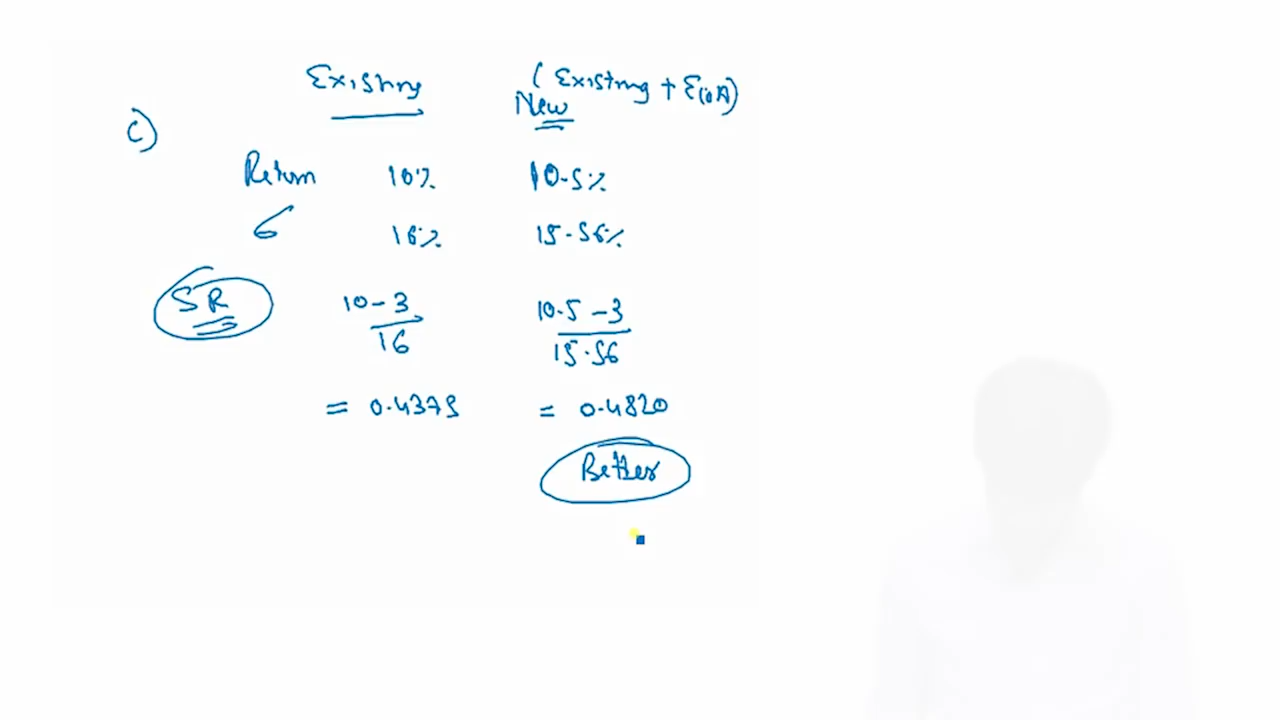 Existing (Existing + E(OA)
New
c)
Return 10% 10.5%
σ 16% 15.56%
SR 10-3 10.5-3
16 15.56
= 0.4375 = 0.4820
Better